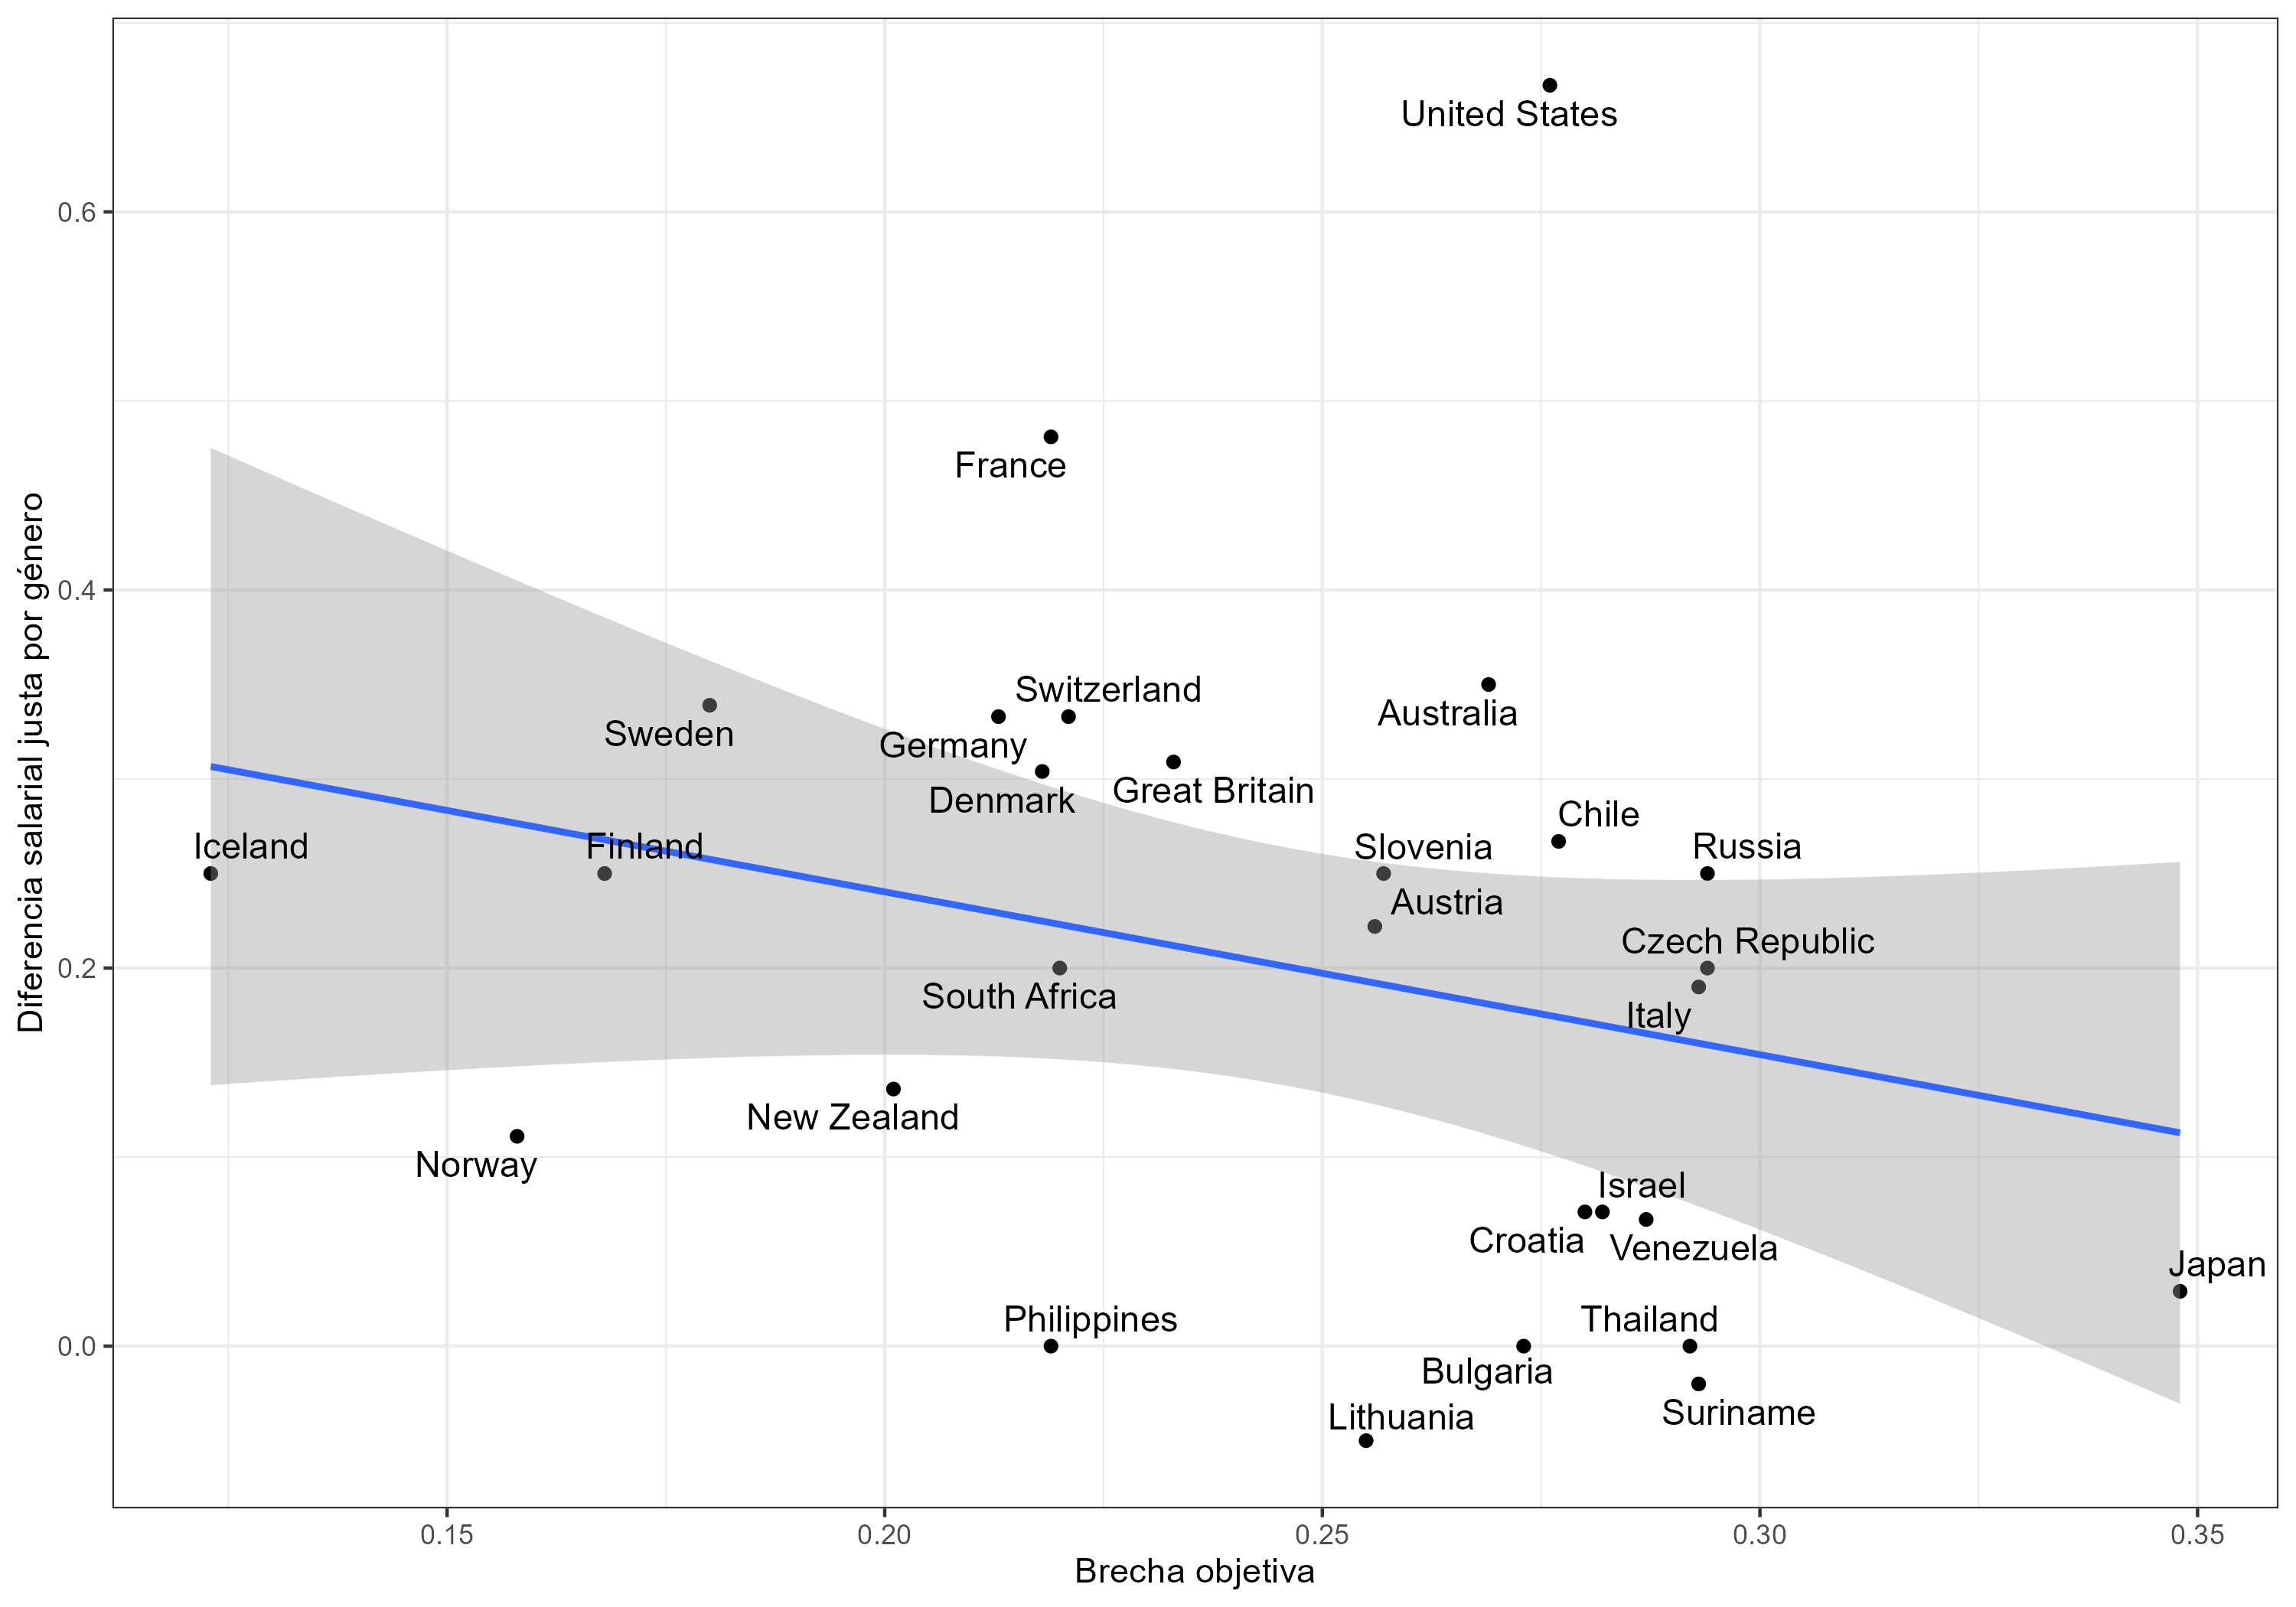 United States
0.6
France
0.4
Switzerland
Australia
Sweden
Germany
Great Britain
Denmark
Chile
Iceland
Finland
Slovenia
Russia
Austria
Czech Republic
0.2
South Africa
Italy
New Zealand
Norway
Israel
Croatia
Venezuela
Japan
Philippines
Thailand
0.0
Bulgaria
Suriname
Lithuania
0.15 0.20 0.25 0.30 0.35
Brecha objetiva
Diferencia salarial justa por género